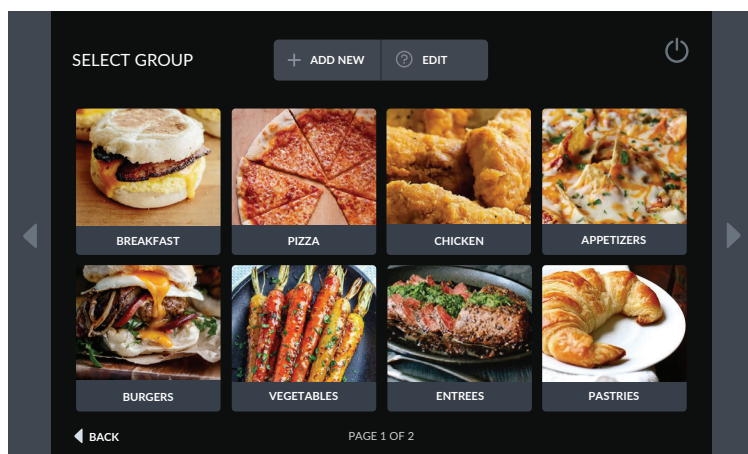 SELECT GROUP
+ ADD NEW
? EDIT
BREAKFAST
PIZZA
CHICKEN
APPETIZERS
BURGERS
VEGETABLES
ENTREES
PASTRIES
BACK
PAGE 1 OF 2